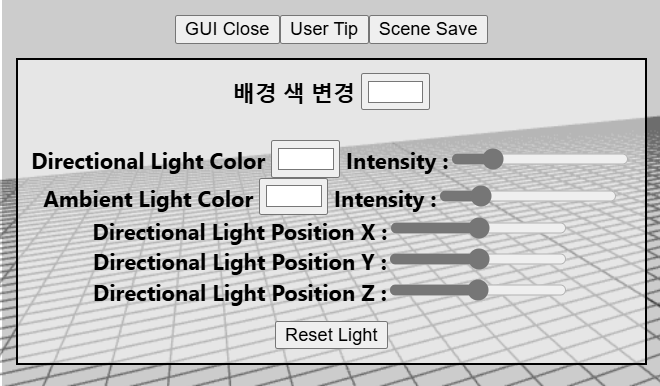 GUI Close User Tip Scene Save
배경 색 변경
Directional Light Color Intensity :
Ambient Light Color Intensity :
Directional Light Position X :
Directional Light Position Y :
Directional Light Position Z :
Reset Light